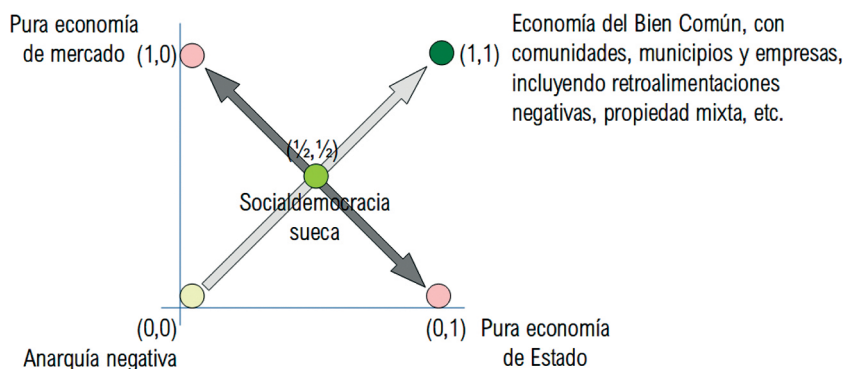 Pura economía
de mercado
(1,0)
(1,1)
Economía del Bien Común, con
comunidades, municipios y empresas,
incluyendo retroalimentaciones
negativas, propiedad mixta, etc.
(½,½)
Socialdemocracia
sueca
(0,0)
Anarquía negativa
(0,1)
Pura economía
de Estado